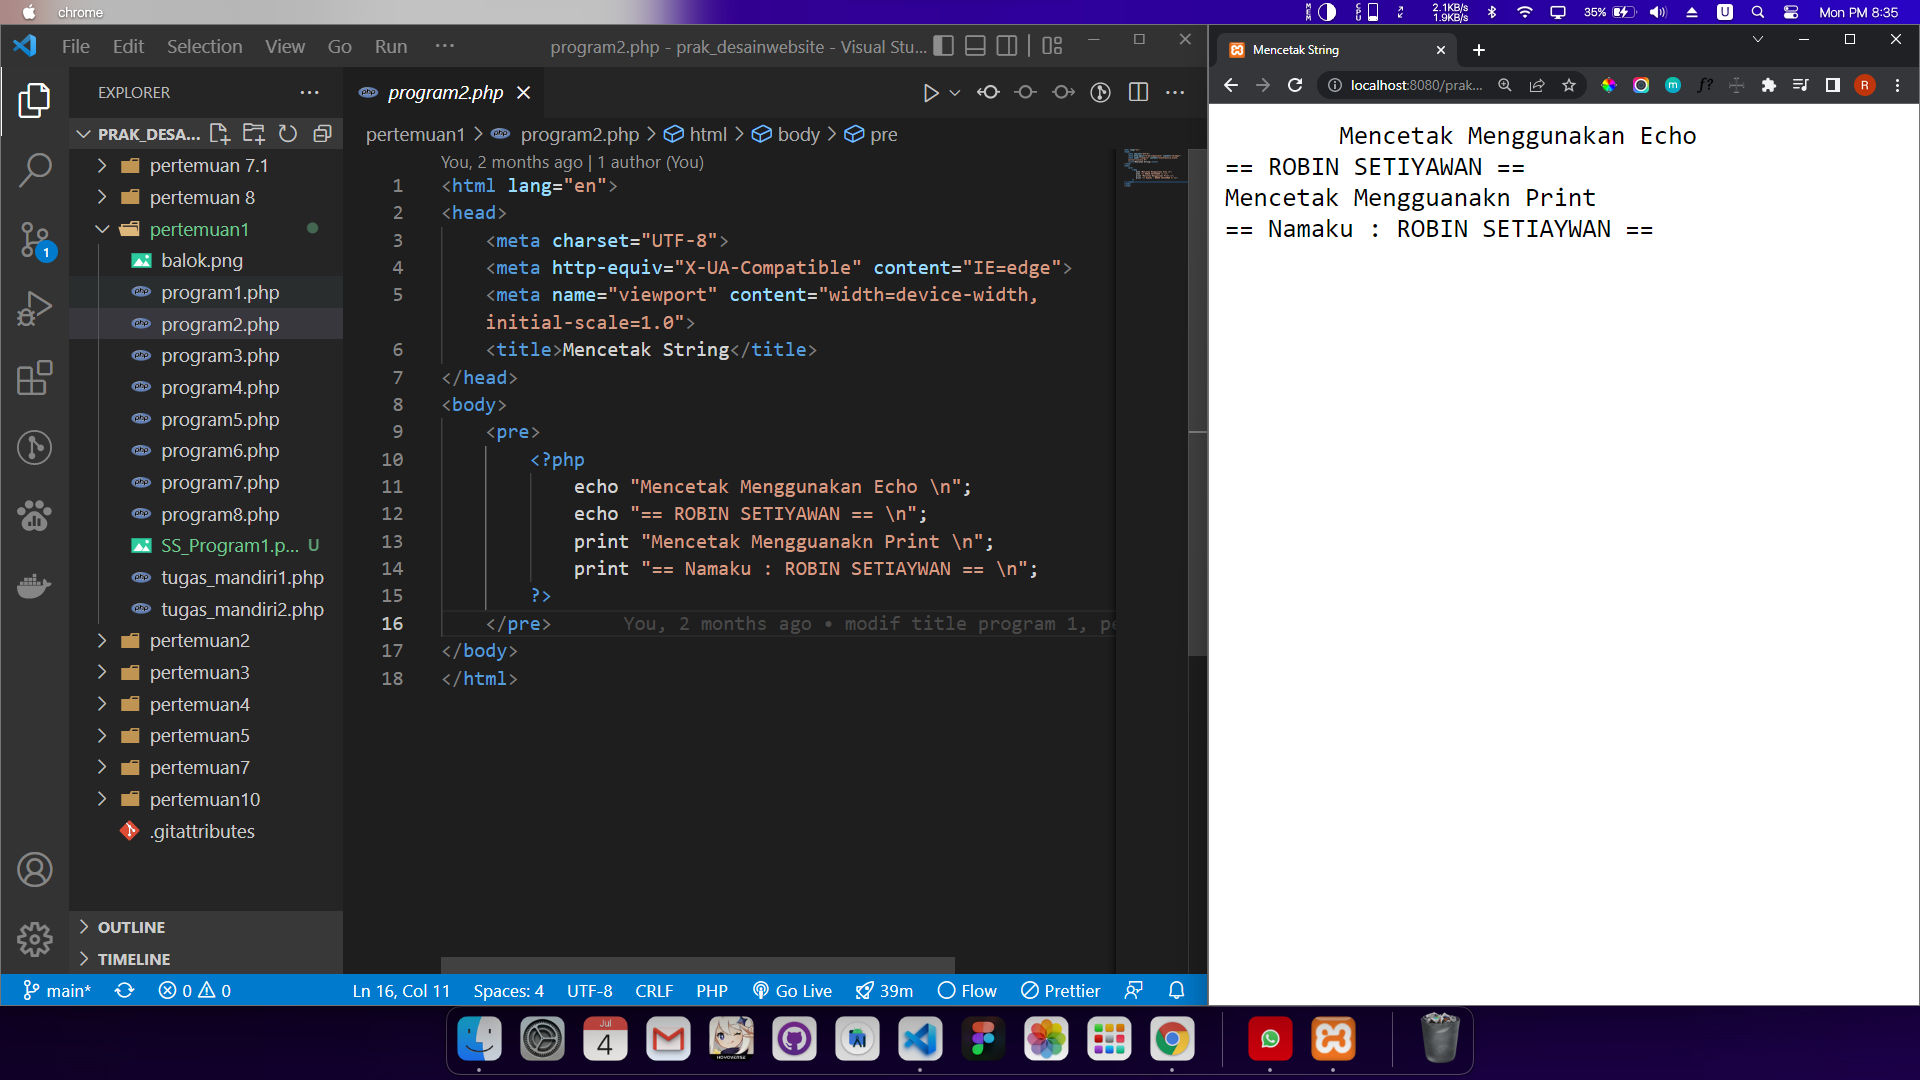 chrome
2.1KB/s
1.9KB/s
35%
U
Mon PM 8:35
File Edit Selection View Go Run ···
program2.php - prak_desainwebsite - Visual Stu...
EXPLORER
PRAK_DESA...
pertemuan 7.1
pertemuan 8
pertemuan1
balok.png
program1.php
program2.php
program3.php
program4.php
program5.php
program6.php
program7.php
program8.php
SS_Program1.p... U
tugas_mandiri1.php
tugas_mandiri2.php
pertemuan2
pertemuan3
pertemuan4
pertemuan5
pertemuan7
pertemuan10
.gitattributes
OUTLINE
TIMELINE
1
program2.php
pertemuan1 > program2.php > html > body > pre
You, 2 months ago | 1 author (You)
1 <html lang="en">
2 <head>
3 <meta charset="UTF-8">
4 <meta http-equiv="X-UA-Compatible" content="IE=edge">
5 <meta name="viewport" content="width=device-width,
initial-scale=1.0">
6 <title>Mencetak String</title>
7 </head>
8 <body>
9 <pre>
10 <?php
11 echo "Mencetak Menggunakan Echo \n";
12 echo "== ROBIN SETIYAWAN == \n";
13 print "Mencetak Mengguanakn Print \n";
14 print "== Namaku : ROBIN SETIAYWAN == \n";
15 ?>
16 </pre> You, 2 months ago • modif title program 1, pe
17 </body>
18 </html>
main* 0 0 Ln 16, Col 11 Spaces: 4 UTF-8 CRLF PHP Go Live 39m Flow Prettier
Mencetak String
localhost:8080/prak...
m
f?
R
Mencetak Menggunakan Echo
== ROBIN SETIYAWAN ==
Mencetak Mengguanakn Print
== Namaku : ROBIN SETIAYWAN ==
Jul
4